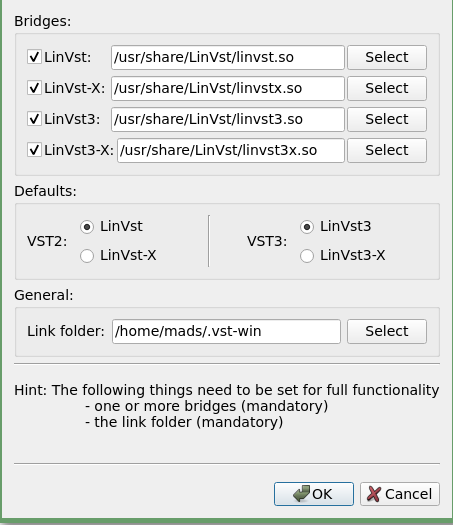 Bridges:
LinVst: /usr/share/LinVst/linvst.so Select
LinVst-X: /usr/share/LinVst/linvstx.so Select
LinVst3: /usr/share/LinVst/linvst3.so Select
LinVst3-X: /usr/share/LinVst/linvst3x.so Select
Defaults:
VST2: LinVst VST3: LinVst3
LinVst-X LinVst3-X
General:
Link folder: /home/mads/.vst-win Select
Hint: The following things need to be set for full functionality
- one or more bridges (mandatory)
- the link folder (mandatory)
OK Cancel